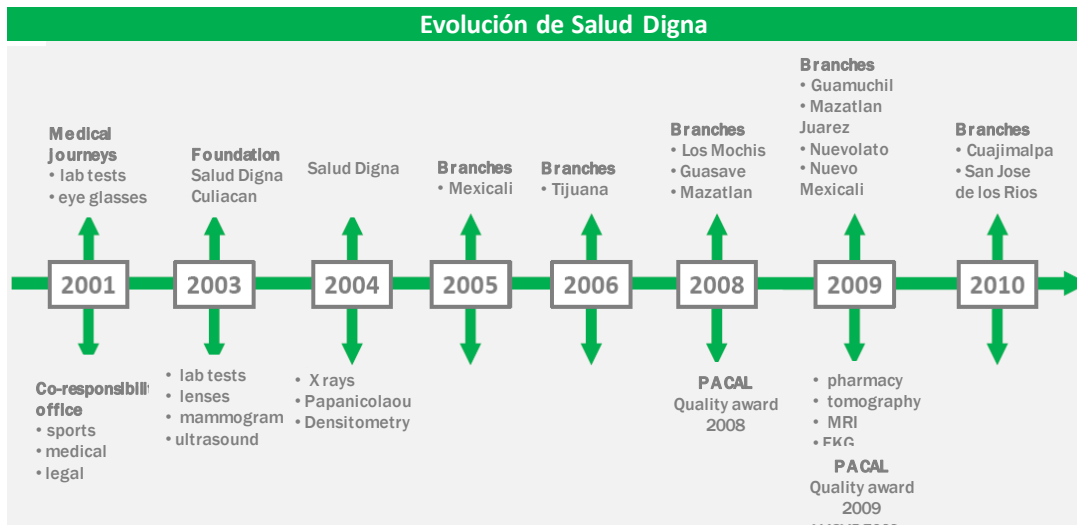 Evolución de Salud Digna
Medical
journeys
• lab tests
• eye glasses
Foundation
Salud Digna
Culiacan
Salud Digna
Branches
• Mexicali
Branches
• Tijuana
Branches
• Los Mochis
• Guasave
• Mazatlan
Branches
• Guamuchil
• Mazatlan
Juarez
• Nuevolato
• Nuevo
Mexicali
Branches
• Cuajimalpa
• San Jose
de los Rios
2001
2003
2004
2005
2006
2008
2009
2010
Co-responsibili
office
• sports
• medical
• legal
• lab tests
• lenses
• mammogram
• ultrasound
• X rays
• Papanicolaou
• Densitometry
PACAL
Quality award
2008
• pharmacy
• tomography
• MRI
• EKG
PACAL
Quality award
2009